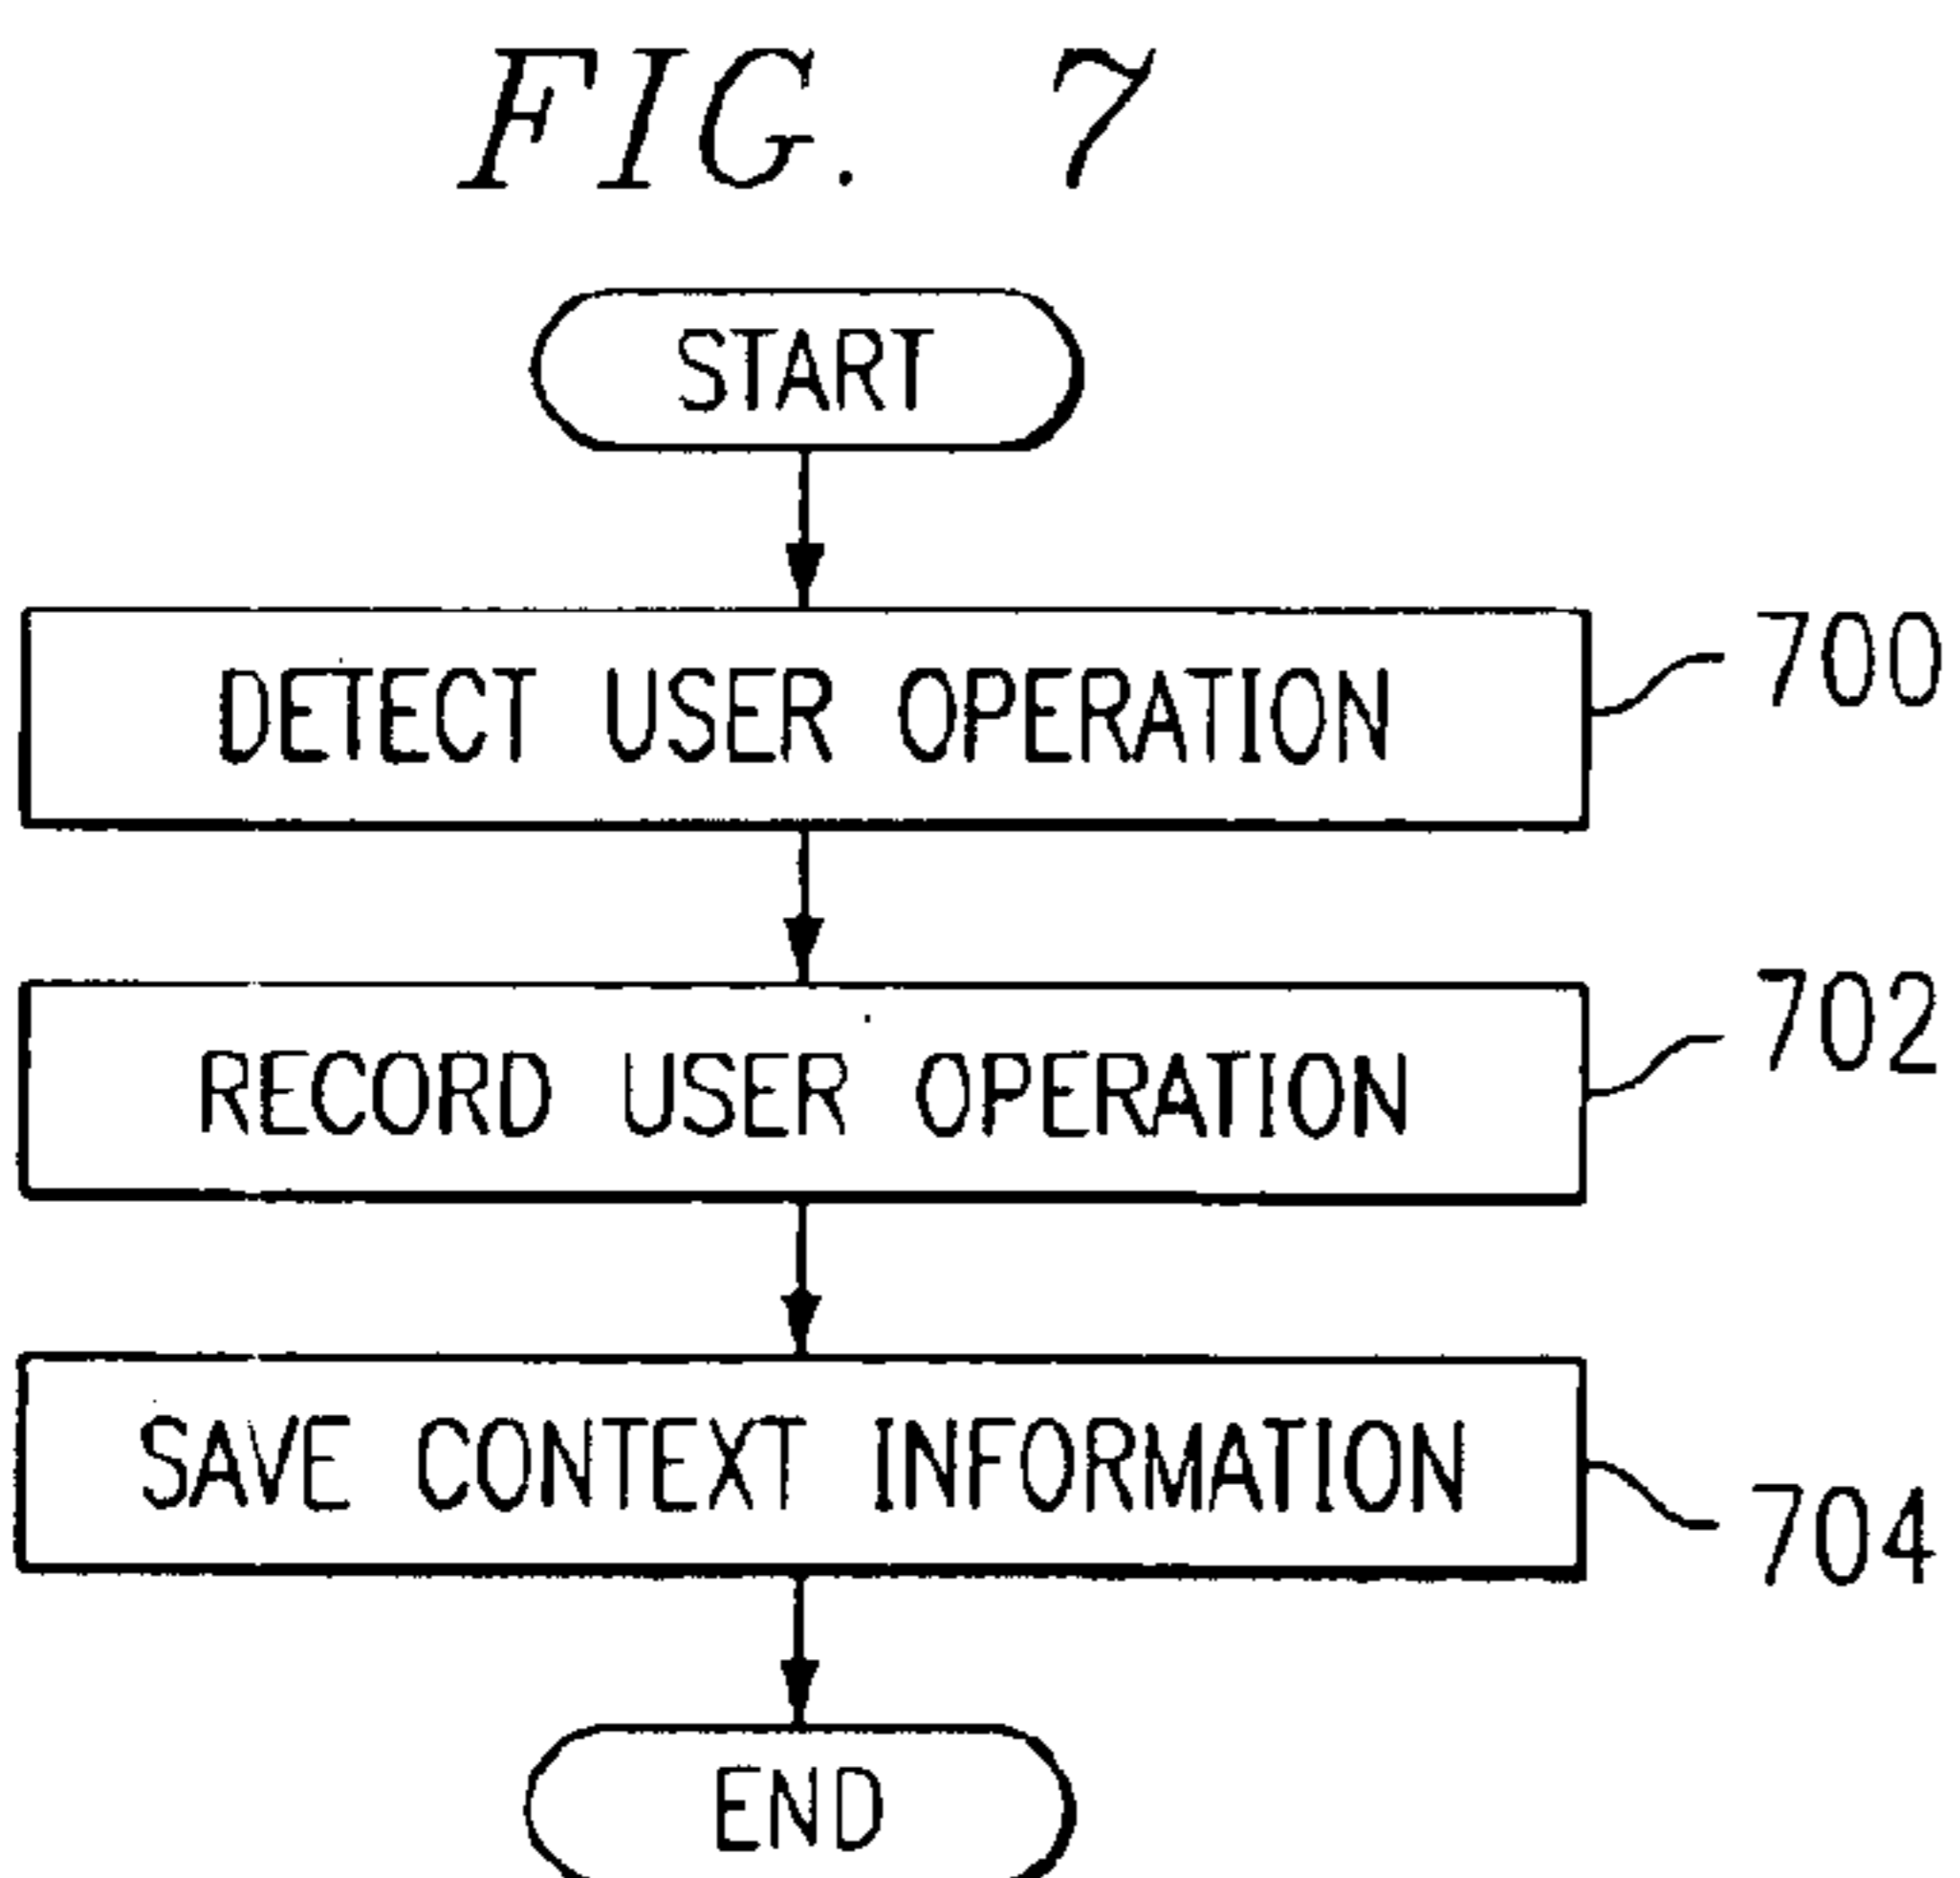 FIG. 7
START
DETECT USER OPERATION
700
RECORD USER OPERATION
702
SAVE CONTEXT INFORMATION
704
END